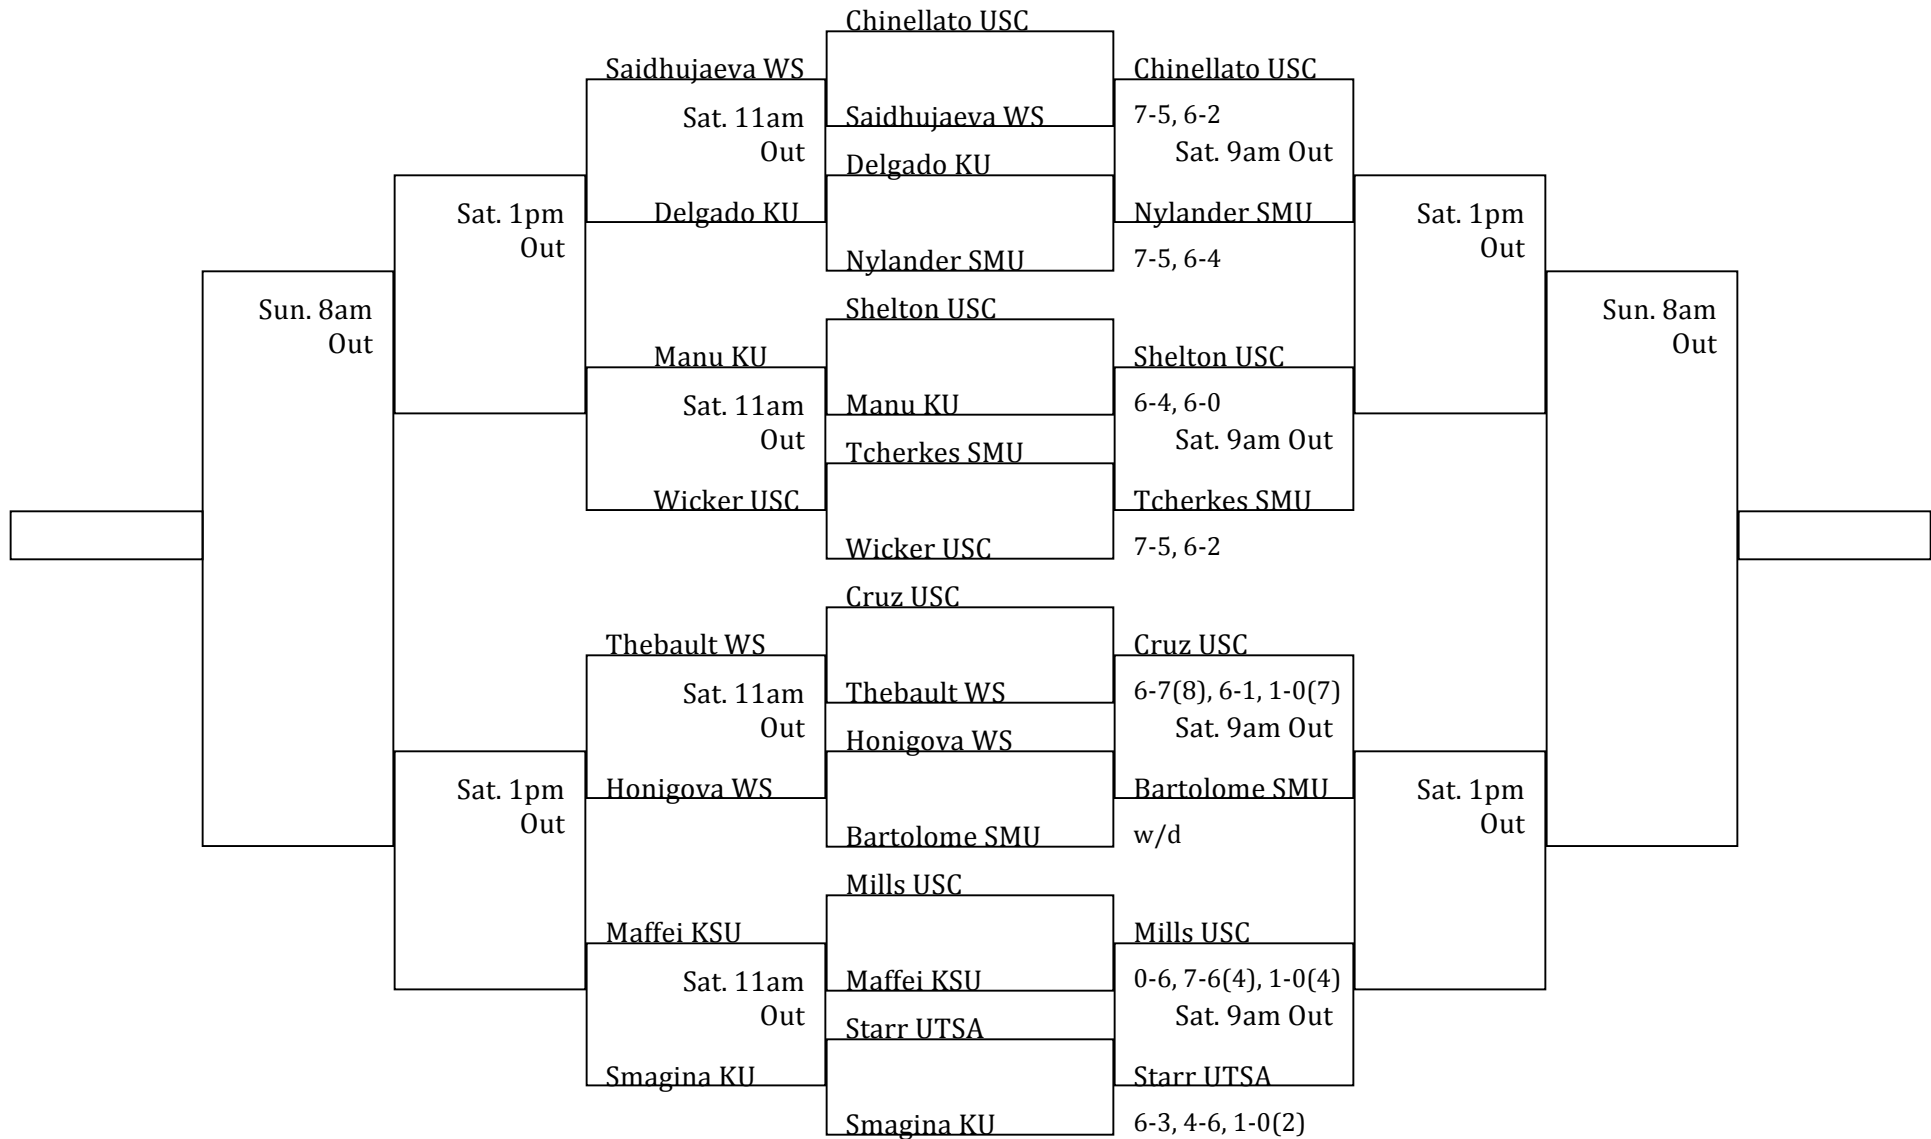 Chinellato USC
Saidhujaeva WS
Chinellato USC
Sat. 11am
Out
Saidhujaeva WS
7-5, 6-2
Sat. 9am Out
Delgado KU
Sat. 1pm
Out
Delgado KU
Nylander SMU
Sat. 1pm
Out
Nylander SMU
7-5, 6-4
Sun. 8am
Out
Shelton USC
Sun. 8am
Out
Manu KU
Shelton USC
Sat. 11am
Out
Manu KU
6-4, 6-0
Sat. 9am Out
Tcherkes SMU
Wicker USC
Tcherkes SMU
Wicker USC
7-5, 6-2
Cruz USC
Thebault WS
Cruz USC
Sat. 11am
Out
Thebault WS
6-7(8), 6-1, 1-0(7)
Sat. 9am Out
Honigova WS
Sat. 1pm
Out
Honigova WS
Bartolome SMU
Sat. 1pm
Out
Bartolome SMU
w/d
Mills USC
Maffei KSU
Mills USC
Sat. 11am
Out
Maffei KSU
0-6, 7-6(4), 1-0(4)
Sat. 9am Out
Starr UTSA
Smagina KU
Starr UTSA
Smagina KU
6-3, 4-6, 1-0(2)